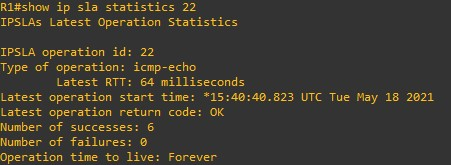 R1#show ip sla statistics 22
IPSLAs Latest Operation Statistics
IPSLA operation id: 22
Type of operation: icmp-echo
Latest RTT: 64 milliseconds
Latest operation start time: *15:40:40.823 UTC Tue May 18 2021
Latest operation return code: OK
Number of successes: 6
Number of failures: 0
Operation time to live: Forever